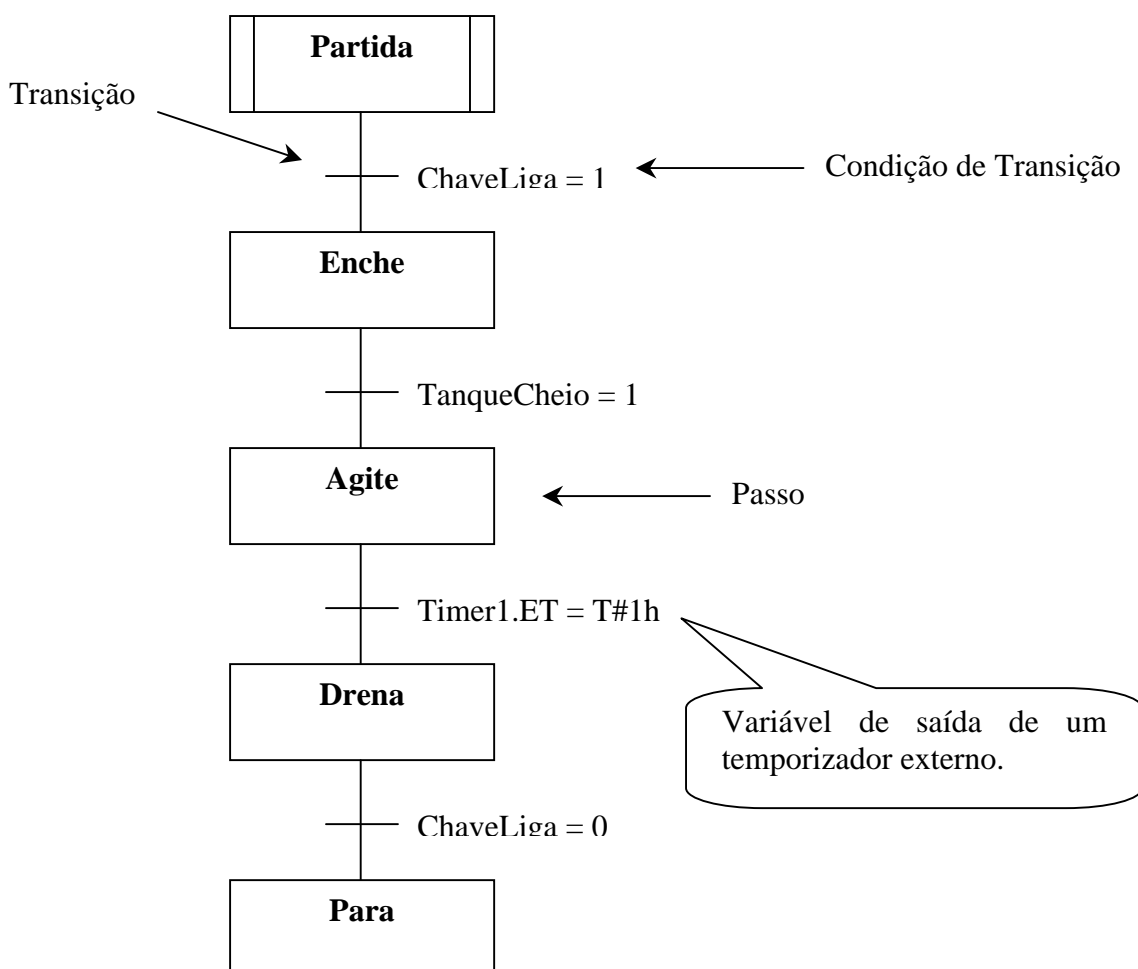 Partida
Transição
ChaveLiga = 1
Condição de Transição
Enche
TanqueCheio = 1
Agite
Passo
Timer1.ET = T#1h
Drena
Variável de saída de um
temporizador externo.
ChaveLiga = 0
Para